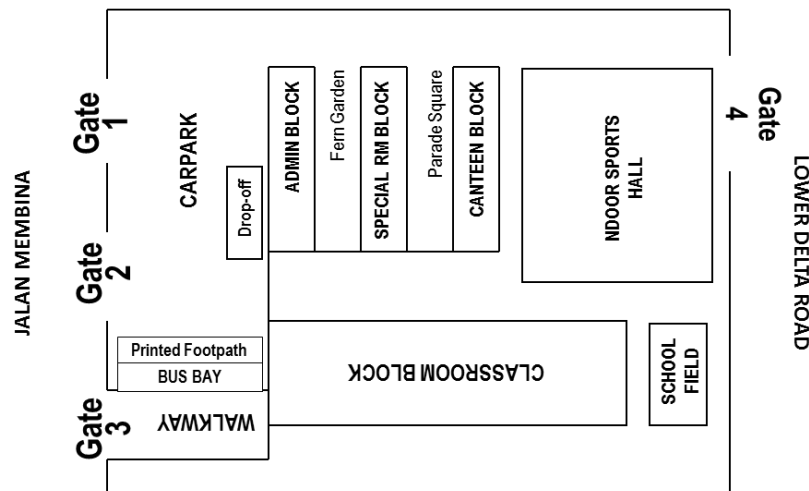 JALAN MEMBINA
Gate
1
Gate
2
Gate
3
CARPARK
Drop-off
ADMIN BLOCK
Fern Garden
SPECIAL RM BLOCK
Parade Square
CANTEEN BLOCK
NDOOR SPORTS
HALL
Gate
4
LOWER DELTA ROAD
Printed Footpath
BUS BAY
WALKWAY
CLASSROOM BLOCK
SCHOOL
FIELD